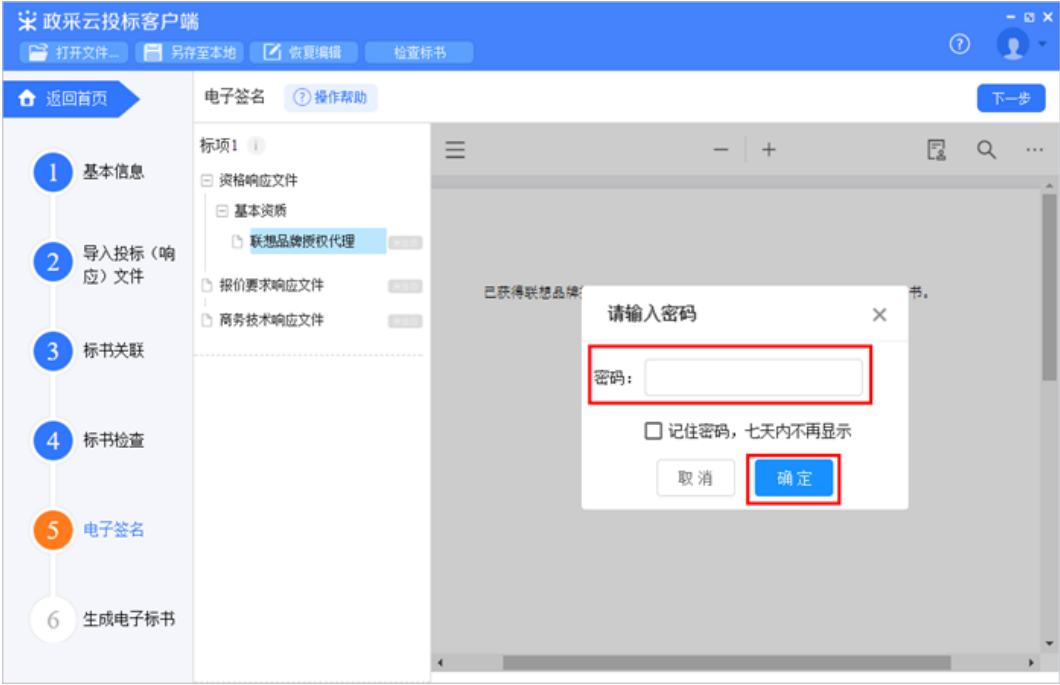 政采云投标客户端
打开文件... 另存至本地 恢复编辑 检查标书
返回首页
电子签名 操作帮助 下一步
标项1
资格响应文件
基本资质
联想品牌授权代理
报价要求响应文件
商务技术响应文件
1 基本信息
2 导入投标（响
应）文件
3 标书关联
4 标书检查
5 电子签名
6 生成电子标书
已获得联想品牌 书。
请输入密码
密码：
记住密码，七天内不再显示
取消 确定